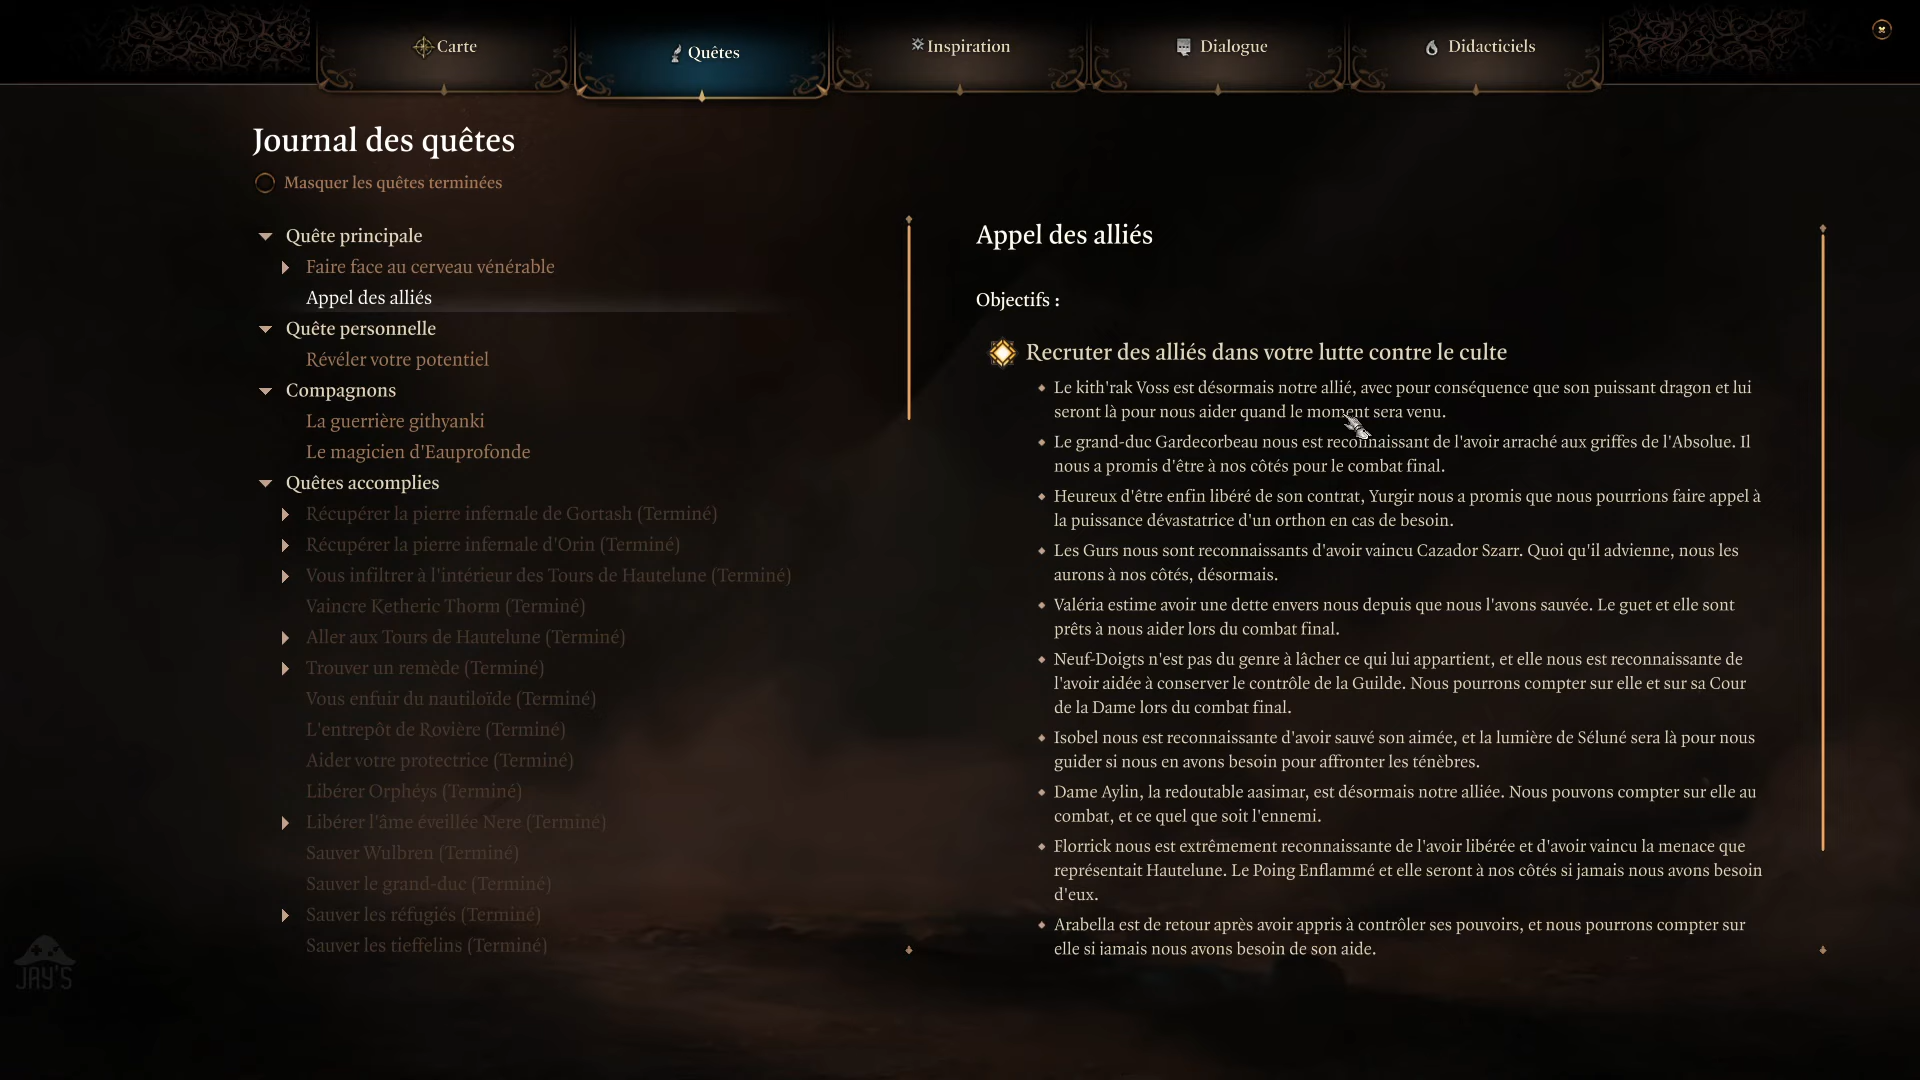 Carte
Quêtes
Inspiration
Dialogue
Didacticiels
Journal des quêtes
Masquer les quêtes terminées
Quête principale
Faire face au cerveau vénérable
Appel des alliés
Quête personnelle
Révéler votre potentiel
Compagnons
La guerrière githyanki
Le magicien d'Eauprofonde
Quêtes accomplies
Récupérer la pierre infernale de Gortash (Terminé)
Récupérer la pierre infernale d'Orin (Terminé)
Vous infiltrer à l'intérieur des Tours de Hautelune (Terminé)
Vaincre Ketheric Thorm (Terminé)
Aller aux Tours de Hautelune (Terminé)
Trouver un remède (Terminé)
Vous enfuir du nautiloïde (Terminé)
L'entrepôt de Rovière (Terminé)
Aider votre protectrice (Terminé)
Libérer Orphéys (Terminé)
Libérer l'âme éveillée Nere (Terminé)
Sauver Wulbren (Terminé)
Sauver le grand-duc (Terminé)
Sauver les réfugiés (Terminé)
Sauver les tieffelins (Terminé)
JAY'S
Appel des alliés
Objectifs :
Recruter des alliés dans votre lutte contre le culte
Le kith'rak Voss est désormais notre allié, avec pour conséquence que son puissant dragon et lui
seront là pour nous aider quand le moment sera venu.
Le grand-duc Gardecorbeau nous est reconnaissant de l'avoir arraché aux griffes de l'Absolue. Il
nous a promis d'être à nos côtés pour le combat final.
Heureux d'être enfin libéré de son contrat, Yurgir nous a promis que nous pourrions faire appel à
la puissance dévastatrice d'un orthon en cas de besoin.
Les Gurs nous sont reconnaissants d'avoir vaincu Cazador Szarr. Quoi qu'il advienne, nous les
aurons à nos côtés, désormais.
Valéria estime avoir une dette envers nous depuis que nous l'avons sauvée. Le guet et elle sont
prêts à nous aider lors du combat final.
Neuf-Doigts n'est pas du genre à lâcher ce qui lui appartient, et elle nous est reconnaissante de
l'avoir aidée à conserver le contrôle de la Guilde. Nous pourrons compter sur elle et sur sa Cour
de la Dame lors du combat final.
Isobel nous est reconnaissante d'avoir sauvé son aimée, et la lumière de Séluné sera là pour nous
guider si nous en avons besoin pour affronter les ténèbres.
Dame Aylin, la redoutable aasimar, est désormais notre alliée. Nous pouvons compter sur elle au
combat, et ce quel que soit l'ennemi.
Florrick nous est extrêmement reconnaissante de l'avoir libérée et d'avoir vaincu la menace que
représentait Hautelune. Le Poing Enflammé et elle seront à nos côtés si jamais nous avons besoin
d'eux.
Arabella est de retour après avoir appris à contrôler ses pouvoirs, et nous pourrons compter sur
elle si jamais nous avons besoin de son aide.